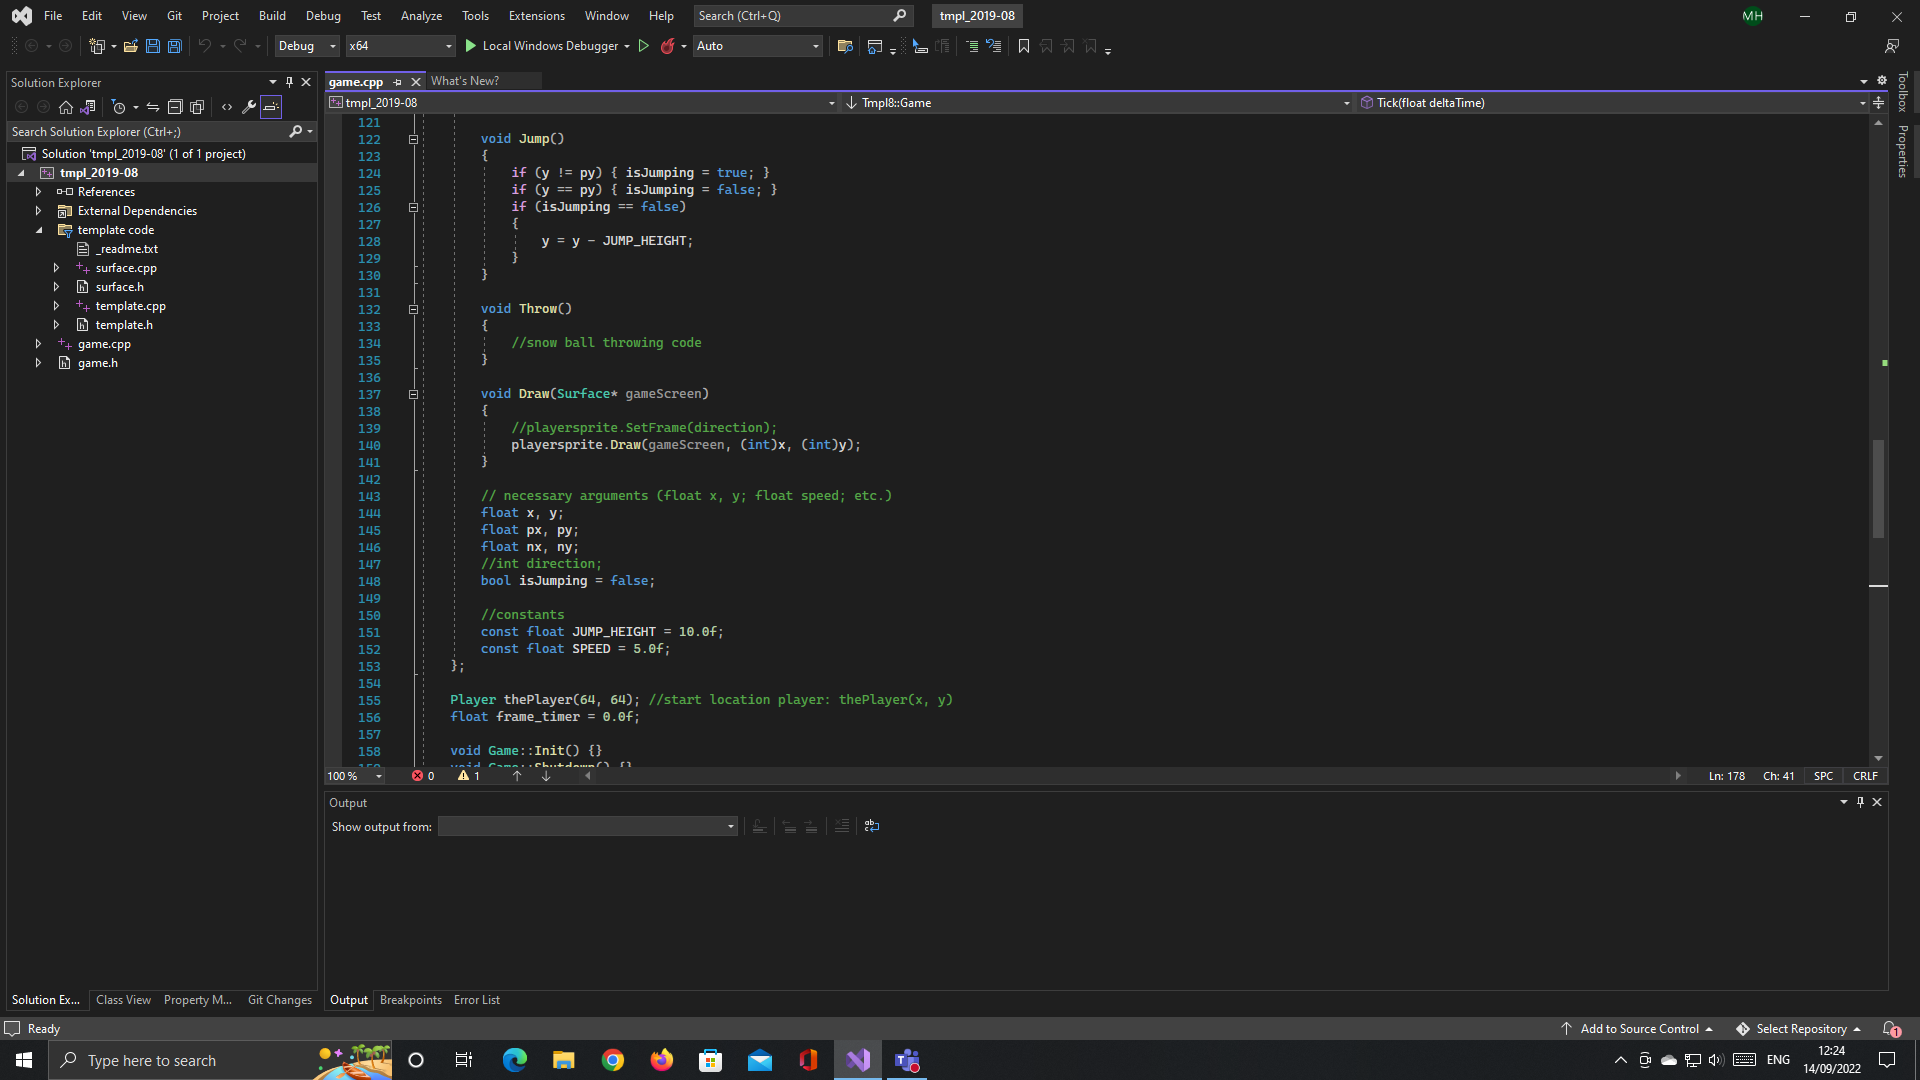 File Edit View Git Project Build Debug Test Analyze Tools Extensions Window Help Search (Ctrl+Q) tmpl_2019-08 MH
Debug x64 Local Windows Debugger Auto
Solution Explorer
Search Solution Explorer (Ctrl+;)
Solution 'tmpl_2019-08' (1 of 1 project)
tmpl_2019-08
References
External Dependencies
template code
_readme.txt
surface.cpp
surface.h
template.cpp
template.h
game.cpp
game.h
game.cpp What's New?
tmpl_2019-08 Tmpl8::Game Tick(float deltaTime)
121
122 void Jump()
123 {
124 if (y != py) { isJumping = true; }
125 if (y == py) { isJumping = false; }
126 if (isJumping == false)
127 {
128 y = y - JUMP_HEIGHT;
129 }
130 }
131
132 void Throw()
133 {
134 //snow ball throwing code
135 }
136
137 void Draw(Surface* gameScreen)
138 {
139 //playersprite.SetFrame(direction);
140 playersprite.Draw(gameScreen, (int)x, (int)y);
141 }
142
143 // necessary arguments (float x, y; float speed; etc.)
144 float x, y;
145 float px, py;
146 float nx, ny;
147 //int direction;
148 bool isJumping = false;
149
150 //constants
151 const float JUMP_HEIGHT = 10.0f;
152 const float SPEED = 5.0f;
153 };
154
155 Player thePlayer(64, 64); //start location player: thePlayer(x, y)
156 float frame_timer = 0.0f;
157
158 void Game::Init() {}
159 void Game::Shutdown() {}
100 % 0 1 Ln: 178 Ch: 41 SPC CRLF
Output
Show output from:
Solution Ex... Class View Property M... Git Changes Output Breakpoints Error List
Toolbox
Properties
Ready Add to Source Control Select Repository 1
Type here to search ENG 12:24
14/09/2022